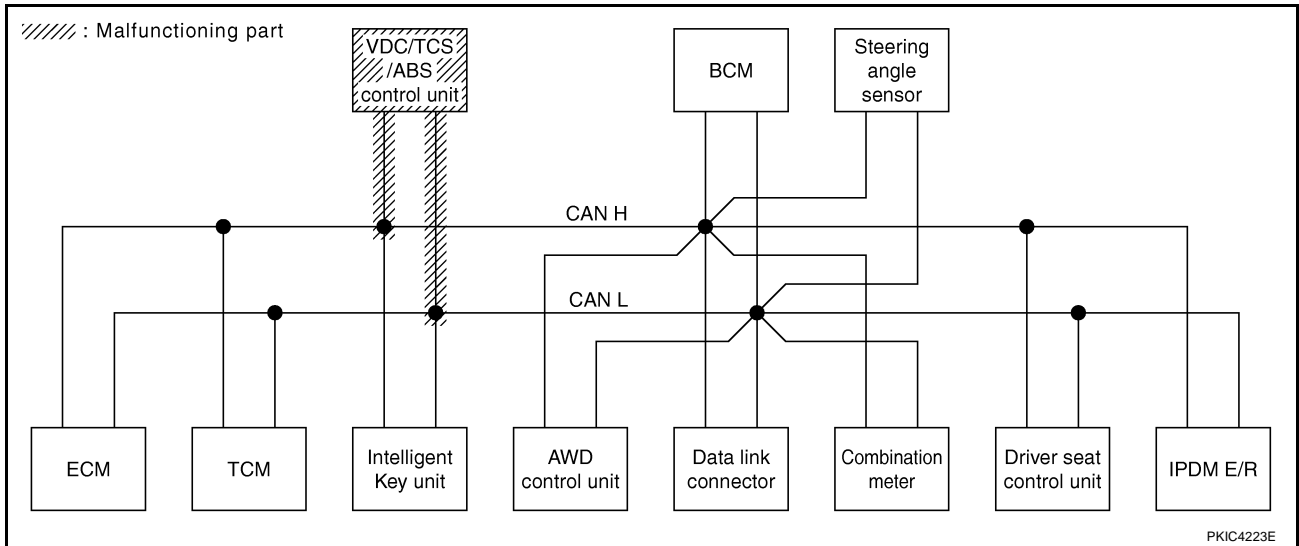 : Malfunctioning part
VDC/TCS
/ABS
control unit
BCM
Steering
angle
sensor
CAN H
CAN L
ECM
TCM
Intelligent
Key unit
AWD
control unit
Data link
connector
Combination
meter
Driver seat
control unit
IPDM E/R
PKIC4223E